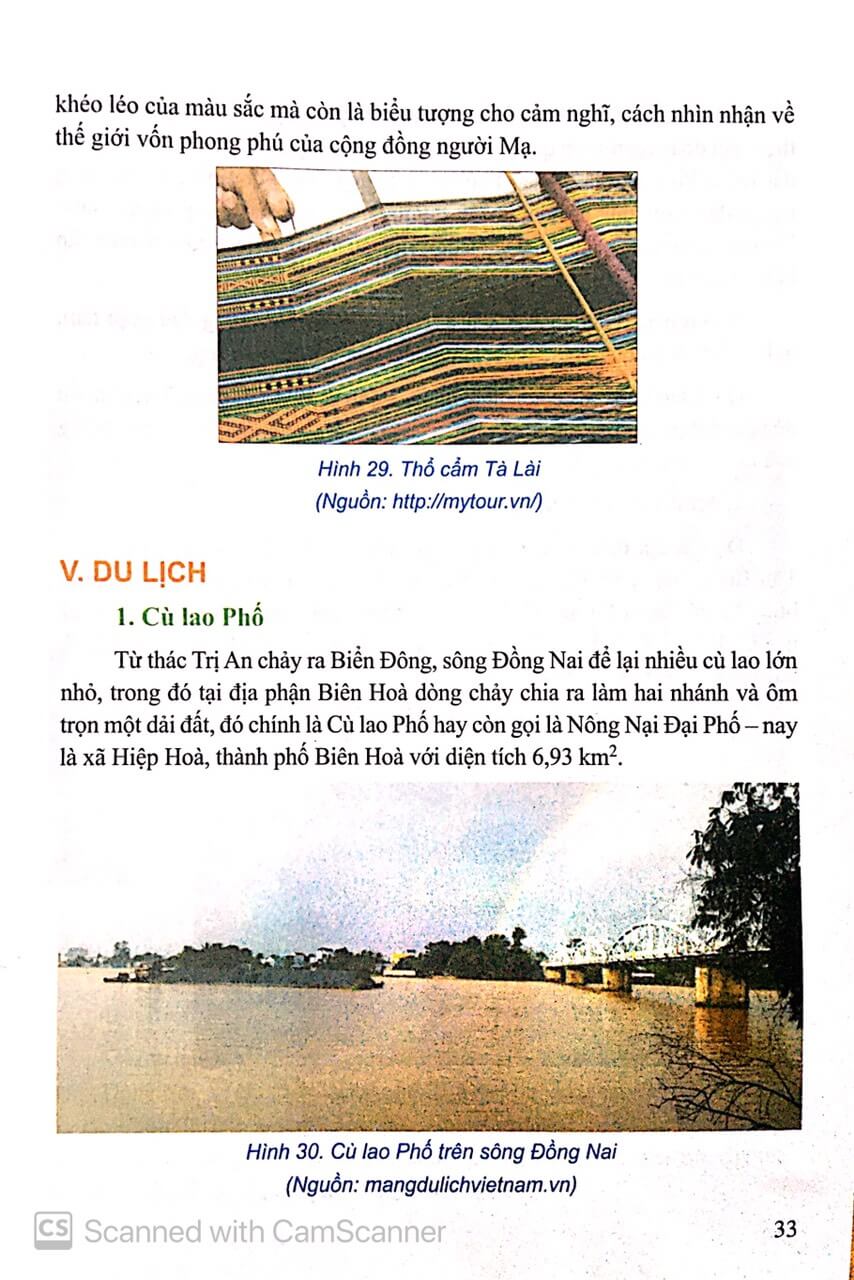 khéo léo của màu sắc mà còn là biểu tượng cho cảm nghĩ, cách nhìn nhận về
thế giới vốn phong phú của cộng đồng người Mạ.
Hình 29. Thổ cẩm Tà Lài
(Nguồn: http://mytour.vn/)
V. DU LỊCH
1. Cù lao Phố
Từ thác Trị An chảy ra Biển Đông, sông Đồng Nai để lại nhiều cù lao lớn
nhỏ, trong đó tại địa phận Biên Hoà dòng chảy chia ra làm hai nhánh và ôm
trọn một dải đất, đó chính là Cù lao Phố hay còn gọi là Nông Nại Đại Phố – nay
là xã Hiệp Hoà, thành phố Biên Hoà với diện tích 6,93 km².
Hình 30. Cù lao Phố trên sông Đồng Nai
(Nguồn: mangdulichvietnam.vn)
CS Scanned with CamScanner
33